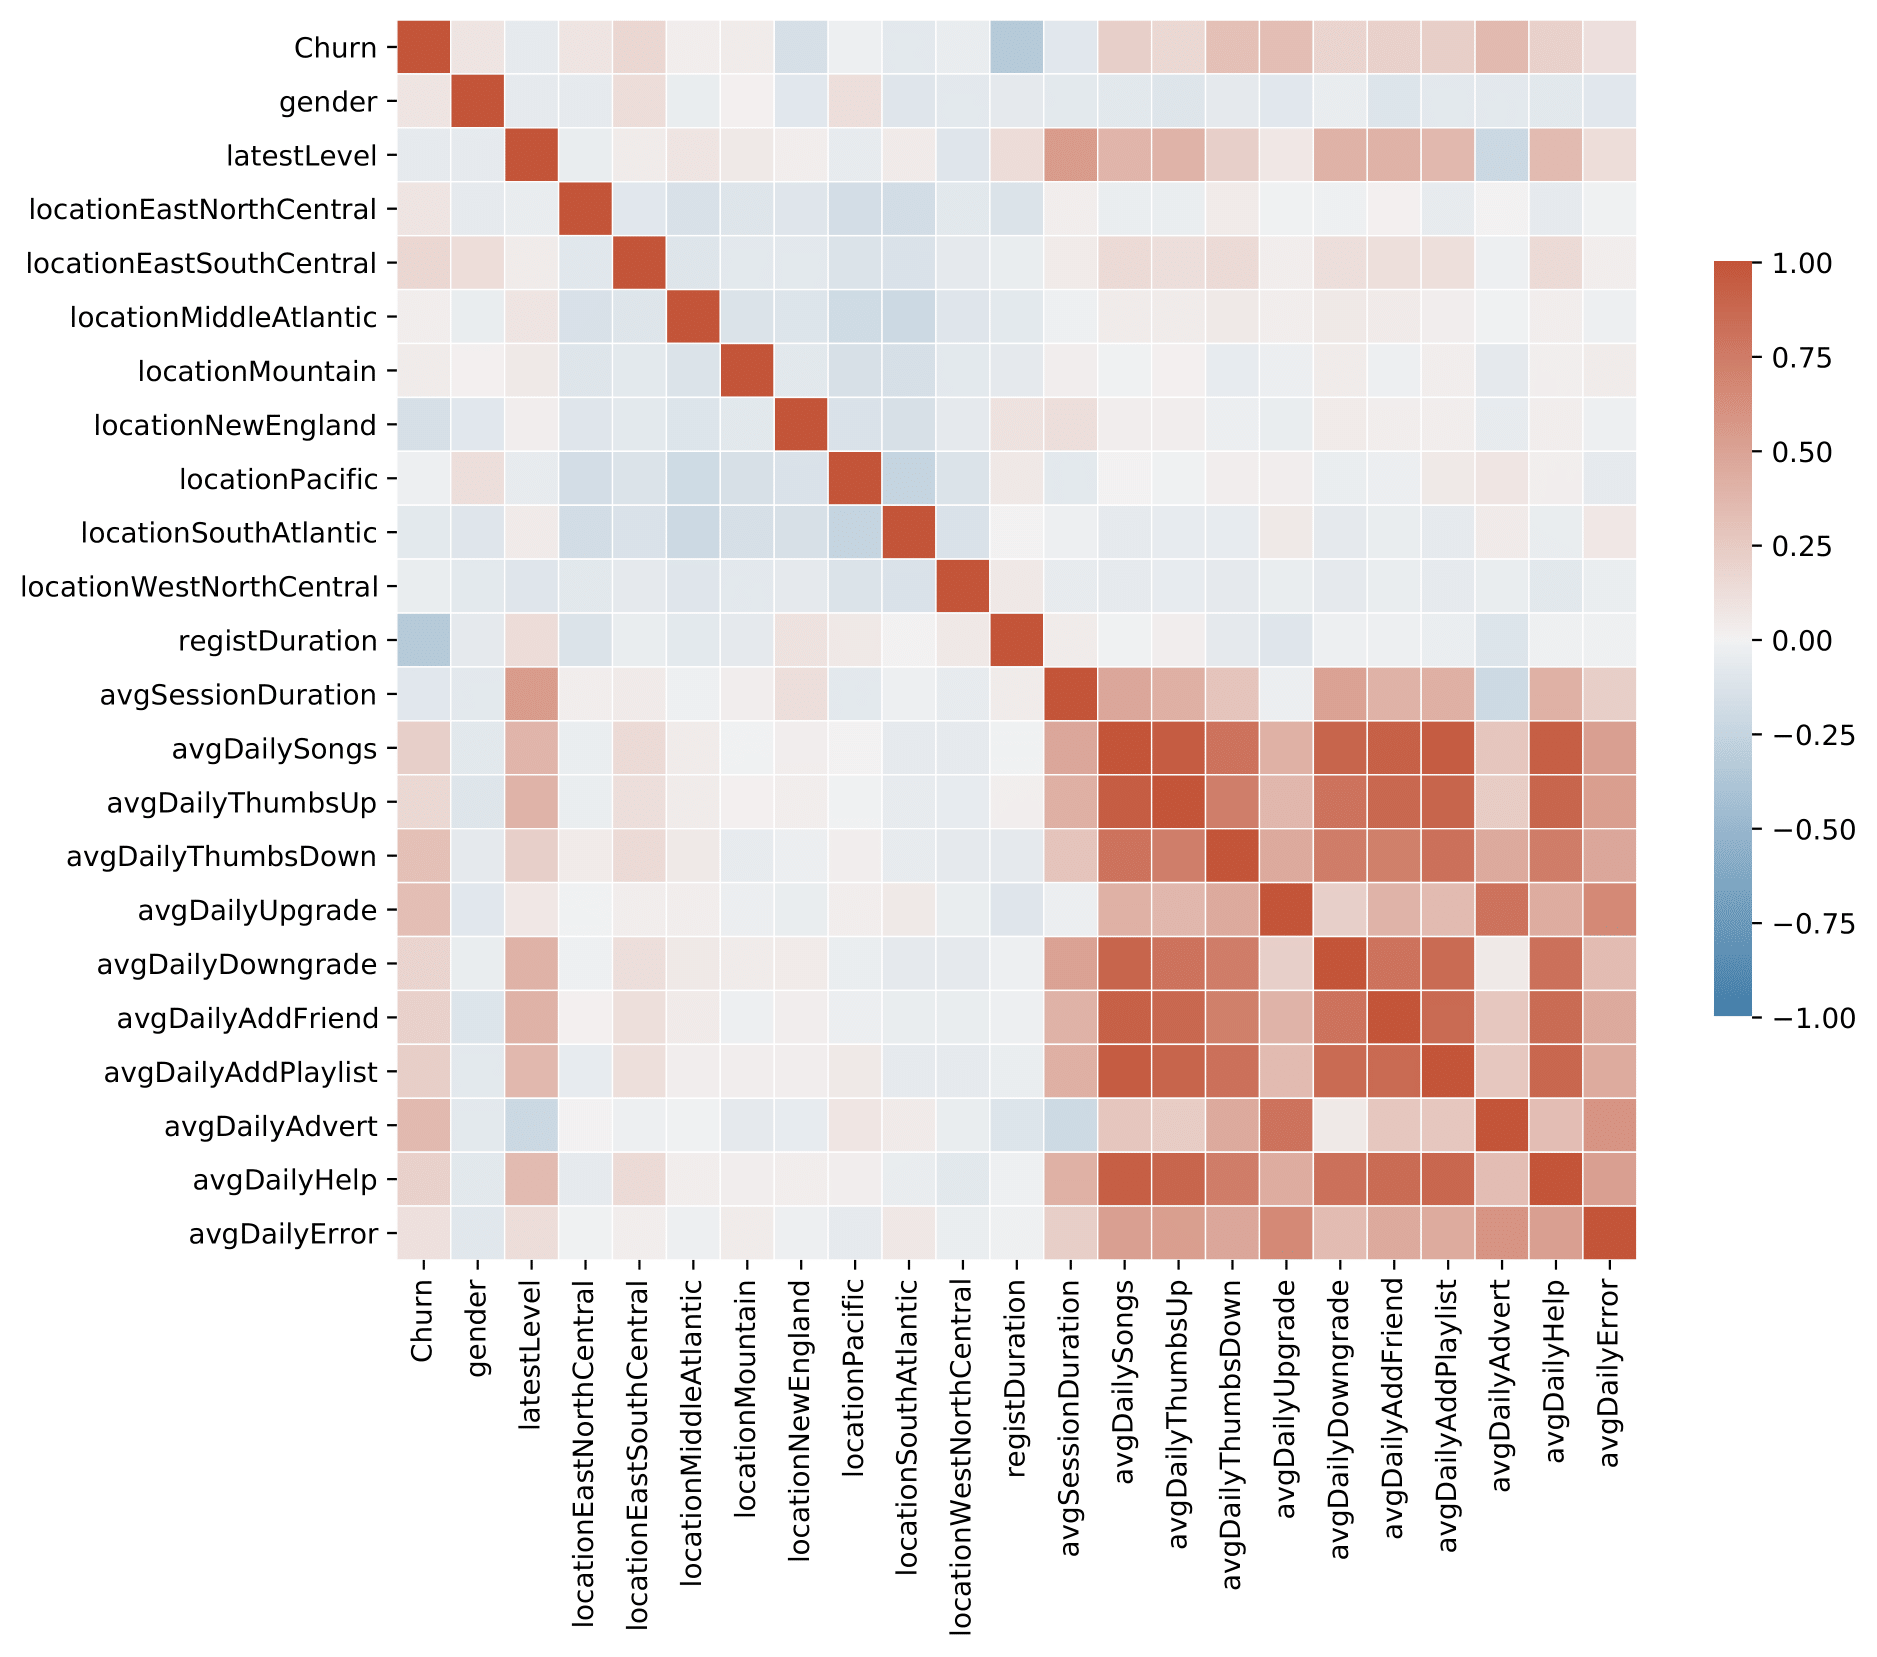 Churn
gender
latestLevel
locationEastNorthCentral
locationEastSouthCentral
locationMiddleAtlantic
locationMountain
locationNewEngland
locationPacific
locationSouthAtlantic
locationWestNorthCentral
registDuration
avgSessionDuration
avgDailySongs
avgDailyThumbsUp
avgDailyThumbsDown
avgDailyUpgrade
avgDailyDowngrade
avgDailyAddFriend
avgDailyAddPlaylist
avgDailyAdvert
avgDailyHelp
avgDailyError
Churn
gender
latestLevel
locationEastNorthCentral
locationEastSouthCentral
locationMiddleAtlantic
locationMountain
locationNewEngland
locationPacific
locationSouthAtlantic
locationWestNorthCentral
registDuration
avgSessionDuration
avgDailySongs
avgDailyThumbsUp
avgDailyThumbsDown
avgDailyUpgrade
avgDailyDowngrade
avgDailyAddFriend
avgDailyAddPlaylist
avgDailyAdvert
avgDailyHelp
avgDailyError
1.00
0.75
0.50
0.25
0.00
−0.25
−0.50
−0.75
−1.00